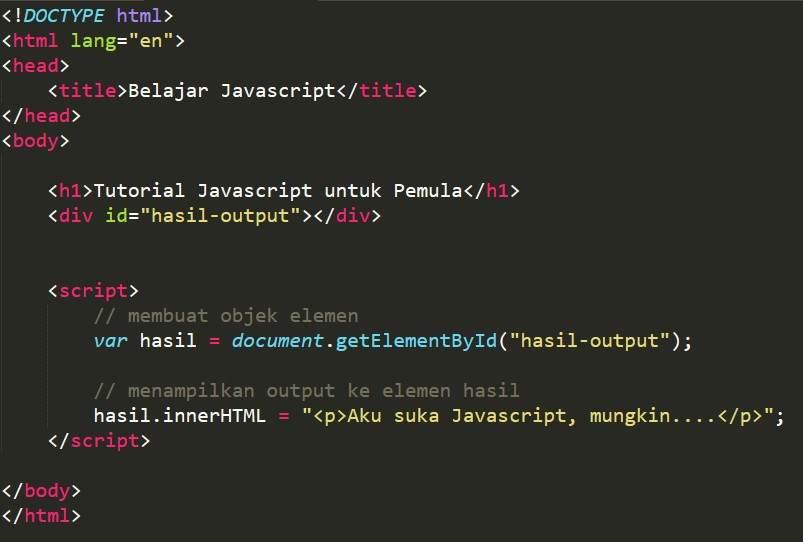 <!DOCTYPE html>
<html lang="en">
<head>
    <title>Belajar Javascript</title>
</head>
<body>

    <h1>Tutorial Javascript untuk Pemula</h1>
    <div id="hasil-output"></div>


    <script>
        // membuat objek elemen
        var hasil = document.getElementById("hasil-output");

        // menampilkan output ke elemen hasil
        hasil.innerHTML = "<p>Aku suka Javascript, mungkin....</p>";
    </script>

</body>
</html>